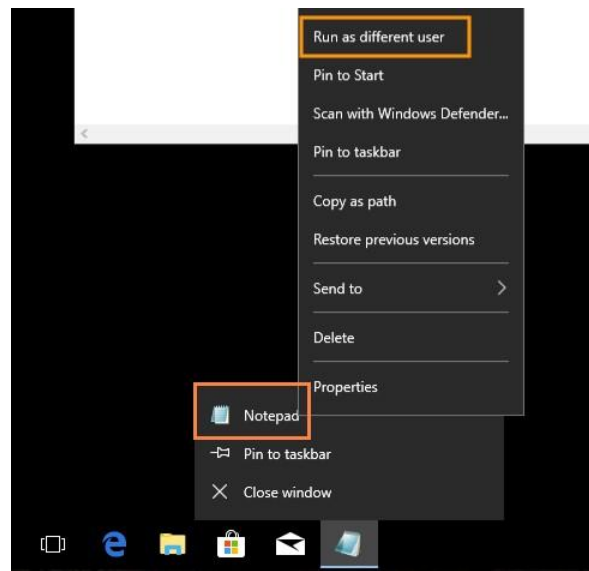 Run as different user
Pin to Start
Scan with Windows Defender...
Pin to taskbar
Copy as path
Restore previous versions
Send to
Delete
Properties
Notepad
Pin to taskbar
Close window